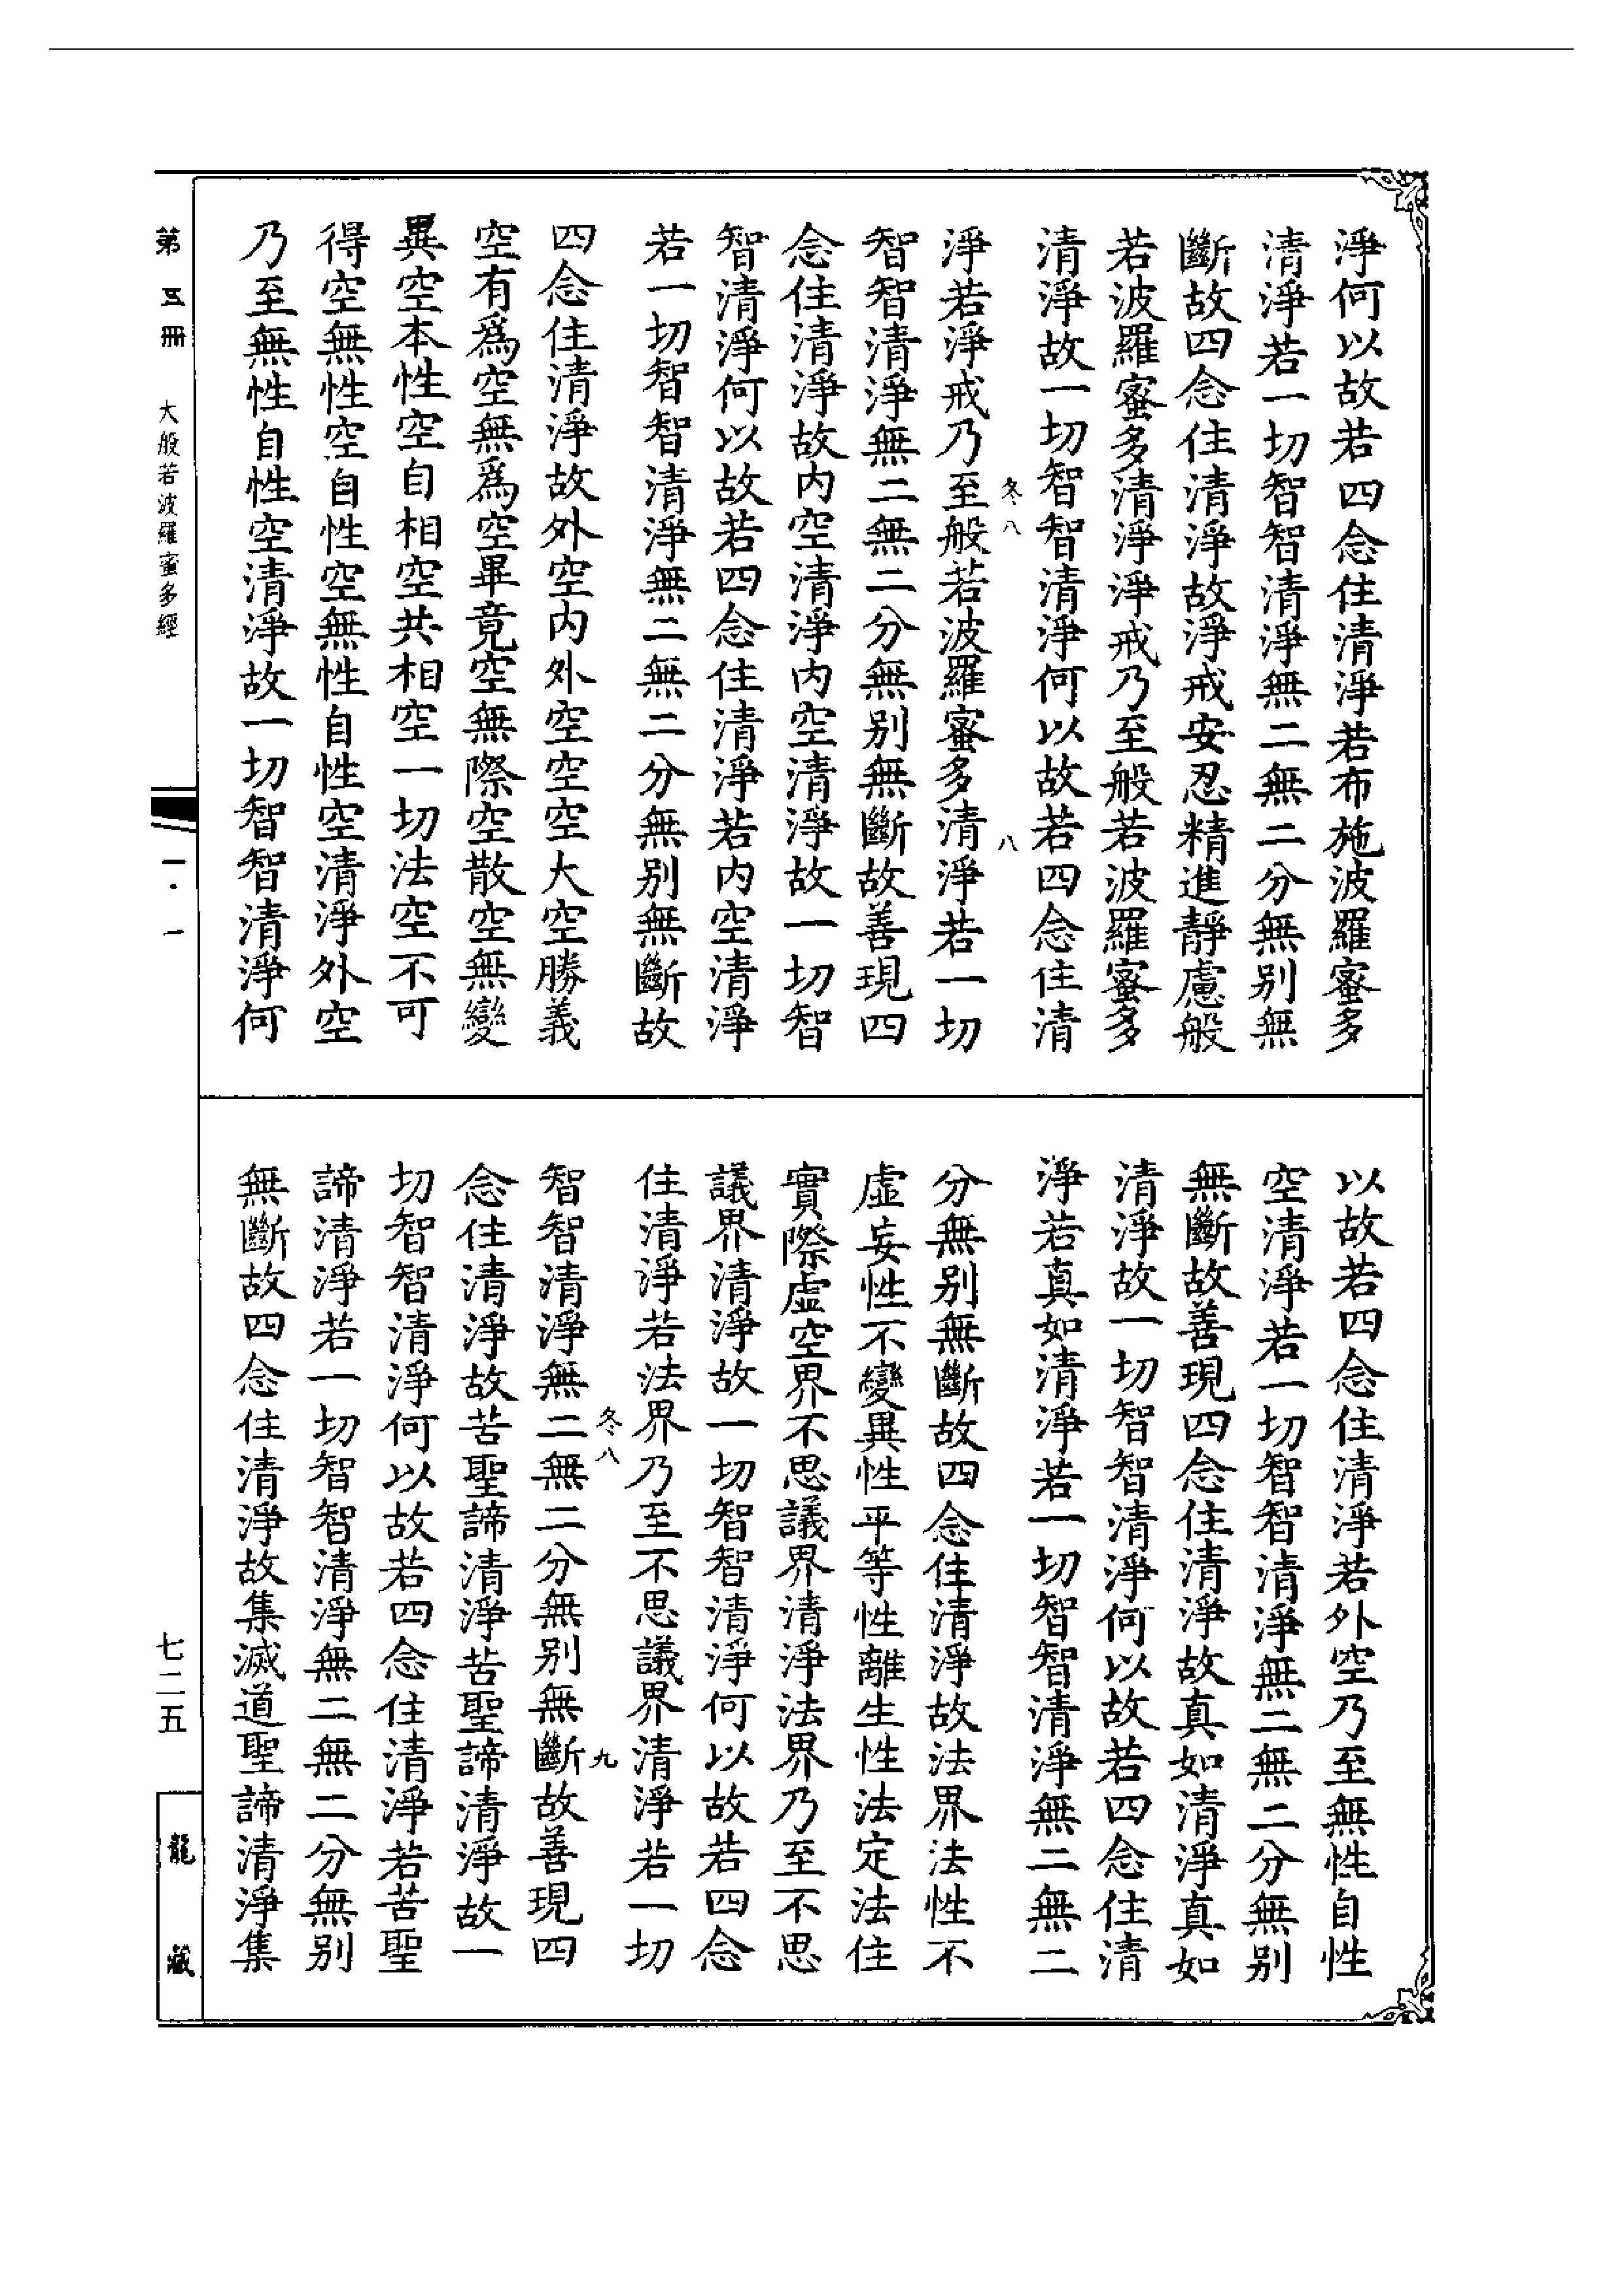 淨何以故若四念住清淨若布施波羅蜜多
清淨若一切智智清淨無二無二分無别無
斷故四念住清淨故淨戒安忍精進靜慮般
若波羅蜜多清淨淨戒乃至般若波羅蜜多
清淨故一切智智清淨何以故若四念住清
冬八
八
淨若淨戒乃至般若波羅蜜多清淨若一切
智智清淨無二無二分無别無斷故善現四
念住清淨故内空清淨内空清淨故一切智
智清淨何以故若四念住清淨若内空清淨
若一切智智清淨無二無二分無别無斷故
四念住清淨故外空内外空空空大空勝義
空有爲空無爲空畢竟空無際空散空無變
異空本性空自相空共相空一切法空不可
得空無性空自性空無性自性空清淨外空
乃至無性自性空清淨故一切智智清淨何
以故若四念住清淨若外空乃至無性自性
空清淨若一切智智清淨無二無二分無别
無斷故善現四念住清淨故真如清淨真如
清淨故一切智智清淨何以故若四念住清
淨若真如清淨若一切智智清淨無二無二
分無别無斷故四念住清淨故法界法性不
虛妄性不變異性平等性離生性法定法住
實際虛空界不思議界清淨法界乃至不思
議界清淨故一切智智清淨何以故若四念
住清淨若法界乃至不思議界清淨若一切
冬八
九
智智清淨無二無二分無别無斷故善現四
念住清淨故苦聖諦清淨苦聖諦清淨故一
切智智清淨何以故若四念住清淨若苦聖
諦清淨若一切智智清淨無二無二分無别
無斷故四念住清淨故集滅道聖諦清淨集
第五冊
大般若波羅蜜多經
一·一
七二五
龍藏